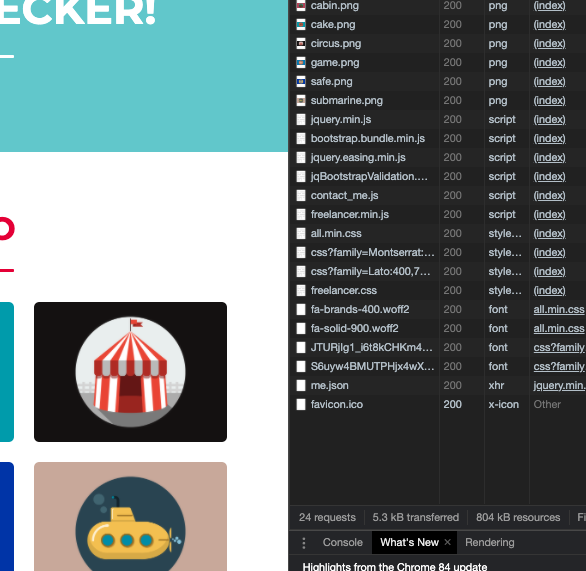 ECKER!
O
cabin.png 200 png (index)
cake.png 200 png (index)
circus.png 200 png (index)
game.png 200 png (index)
safe.png 200 png (index)
submarine.png 200 png (index)
jquery.min.js 200 script (index)
bootstrap.bundle.min.js 200 script (index)
jquery.easing.min.js 200 script (index)
jqBootstrapValidation.... 200 script (index)
contact_me.js 200 script (index)
freelancer.min.js 200 script (index)
all.min.css 200 style... (index)
css?family=Montserrat:... 200 style... (index)
css?family=Lato:400,7... 200 style... (index)
freelancer.css 200 style... (index)
fa-brands-400.woff2 200 font all.min.css
fa-solid-900.woff2 200 font all.min.css
JTURjIg1_i6t8kCHKm4... 200 font css?family
S6uyw4BMUTPHjx4wX... 200 font css?family
me.json 200 xhr jquery.min.
favicon.ico 200 x-icon Other
24 requests 5.3 kB transferred 804 kB resources Fi
Console What's New × Rendering
Highlights from the Chrome 84 update